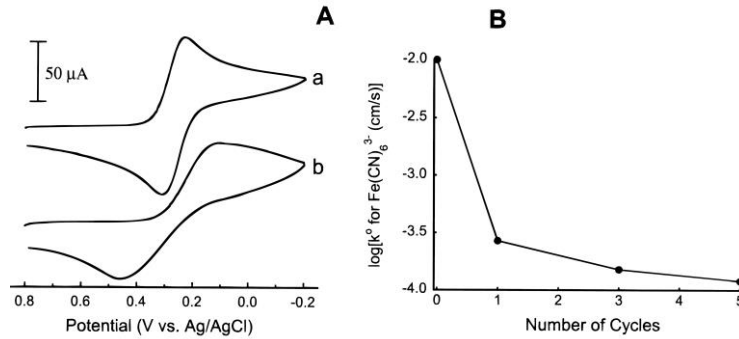 A
50 μA
a
b
0.8 0.6 0.4 0.2 0.0 -0.2
Potential (V vs. Ag/AgCl)
B
log[k° for Fe(CN)₆³⁻ (cm/s)]
-2.0
-2.5
-3.0
-3.5
-4.0
0 1 2 3 4 5
Number of Cycles